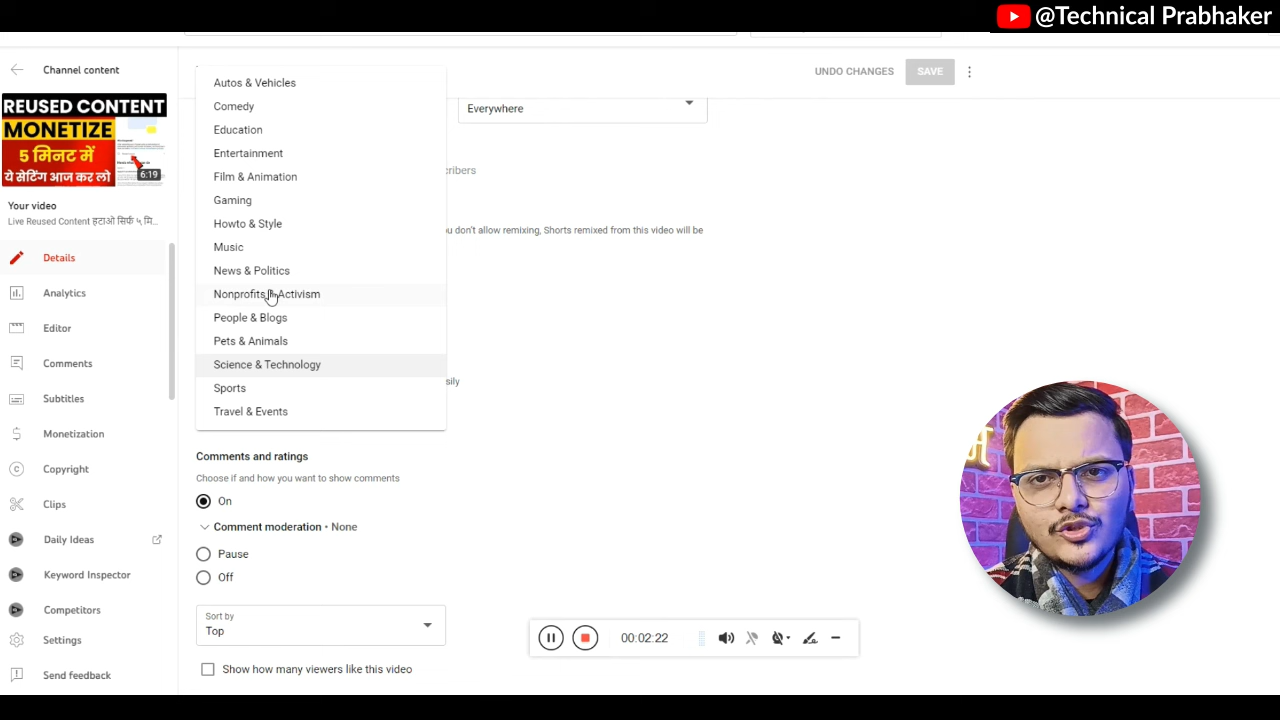 @Technical Prabhaker
Channel content
UNDO CHANGES
SAVE
REUSED CONTENT
MONETIZE
5 मिनट में
ये सेटिंग आज कर लो
6:19
Your video
Live Reused Content हटाओ सिर्फ ५ मि...
Details
Analytics
Editor
Comments
Subtitles
Monetization
Copyright
Clips
Daily Ideas
Keyword Inspector
Competitors
Settings
Send feedback
Autos & Vehicles
Comedy
Education
Entertainment
Film & Animation
Gaming
Howto & Style
Music
News & Politics
Nonprofits & Activism
People & Blogs
Pets & Animals
Science & Technology
Sports
Travel & Events
Everywhere
cribers
u don't allow remixing, Shorts remixed from this video will be
sily
Comments and ratings
Choose if and how you want to show comments
On
Comment moderation • None
Pause
Off
Sort by
Top
Show how many viewers like this video
00:02:22